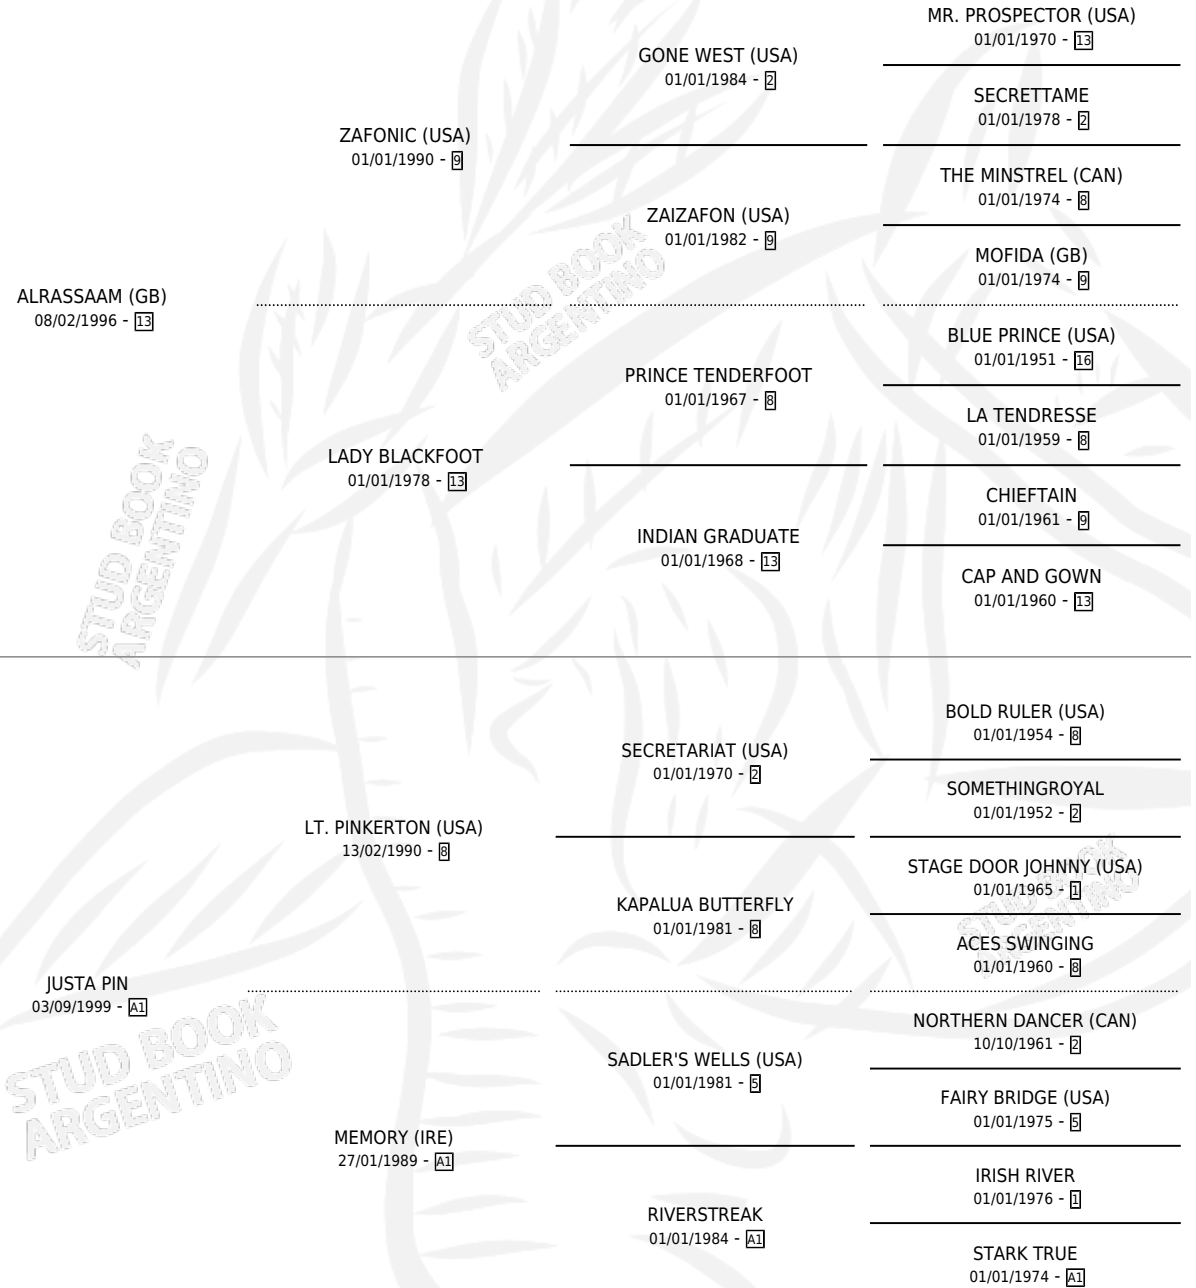 MR. PROSPECTOR (USA)
01/01/1970 - 13
GONE WEST (USA)
01/01/1984 - 2
SECRETTAME
01/01/1978 - 2
ZAFONIC (USA)
01/01/1990 - 9
THE MINSTREL (CAN)
01/01/1974 - 8
ZAIZAFON (USA)
01/01/1982 - 9
MOFIDA (GB)
01/01/1974 - 9
ALRASSAAM (GB)
08/02/1996 - 13
STUD BOOK
ARGENTINO
BLUE PRINCE (USA)
01/01/1951 - 16
PRINCE TENDERFOOT
01/01/1967 - 8
LA TENDRESSE
01/01/1959 - 8
LADY BLACKFOOT
01/01/1978 - 13
CHIEFTAIN
01/01/1961 - 9
INDIAN GRADUATE
01/01/1968 - 13
CAP AND GOWN
01/01/1960 - 13
STUD BOOK
ARGENTINO
BOLD RULER (USA)
01/01/1954 - 8
SECRETARIAT (USA)
01/01/1970 - 2
SOMETHINGROYAL
01/01/1952 - 2
LT. PINKERTON (USA)
13/02/1990 - 8
STAGE DOOR JOHNNY (USA)
01/01/1965 - 1
KAPALUA BUTTERFLY
01/01/1981 - 8
ACES SWINGING
01/01/1960 - 8
STUD BOOK
ARGENTINO
JUSTA PIN
03/09/1999 - A1
NORTHERN DANCER (CAN)
10/10/1961 - 2
SADLER'S WELLS (USA)
01/01/1981 - 5
FAIRY BRIDGE (USA)
01/01/1975 - 5
STUD BOOK
ARGENTINO
MEMORY (IRE)
27/01/1989 - A1
IRISH RIVER
01/01/1976 - 1
RIVERSTREAK
01/01/1984 - A1
STARK TRUE
01/01/1974 - A1